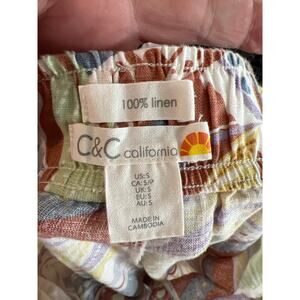 100% linen
C&C california
US: S
CA: S/P
UK: S
EU: S
AU: S
MADE IN
CAMBODIA